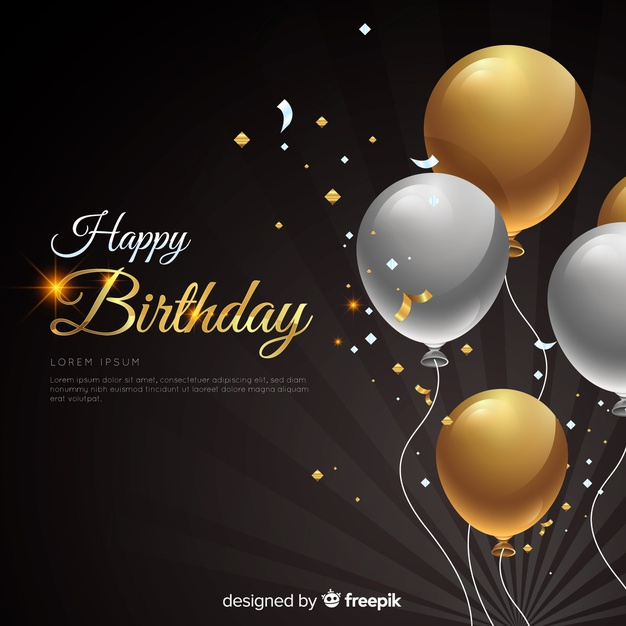 Happy
Birthday
LOREM IPSUM
Lorem ipsum dolor sit amet, consectetuer adipiscing elit, sed diam
nonummy nibh euismod tincidunt ut laoreet dolore magna aliquam
erat volutpat.
designed by freepik